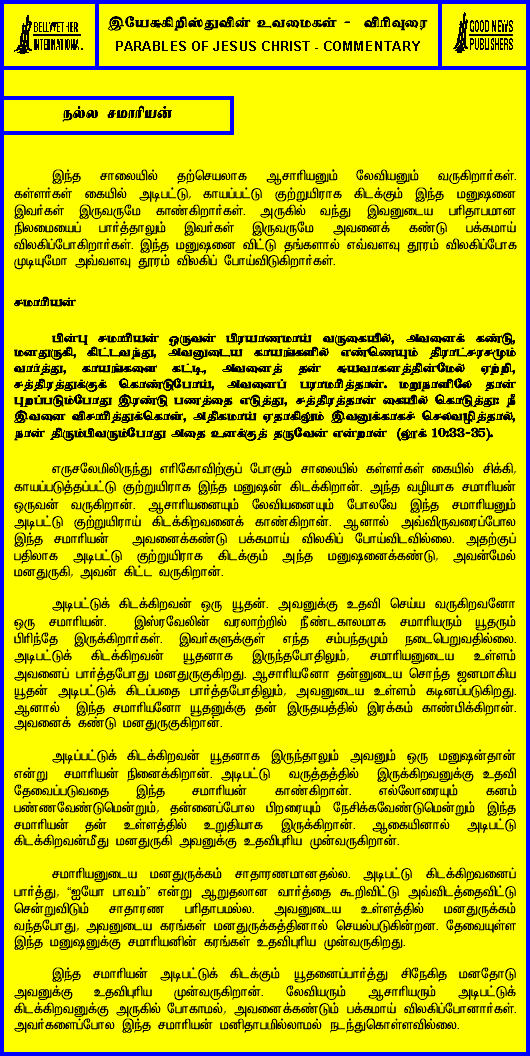 BELLWETHER
INTERNATIONAL
இயேசுகிறிஸ்துவின் உவமைகள் - விரிவுரை
PARABLES OF JESUS CHRIST - COMMENTARY
GOOD NEWS
PUBLISHERS
நல்ல சமாரியன்
இந்த சாலையில் தற்செயலாக ஆசாரியனும் லேவியனும் வருகிறார்கள்.
கள்ளர்கள் கையில் அடிபட்டு, காயப்பட்டு குற்றுயிராக கிடக்கும் இந்த மனுஷனை
இவர்கள் இருவருமே காண்கிறார்கள். அருகில் வந்து இவனுடைய பரிதாபமான
நிலமையைப் பார்த்தாலும் இவர்கள் இருவருமே அவனைக் கண்டு பக்கமாய்
விலகிப்போகிறார்கள். இந்த மனுஷனை விட்டு தங்களால் எவ்வளவு தூரம் விலகிப்போக
முடியுமோ அவ்வளவு தூரம் விலகிப் போய்விடுகிறார்கள்.
சமாரியன்
பின்பு சமாரியன் ஒருவன் பிரயாணமாய் வருகையில், அவனைக் கண்டு,
மனதுருகி, கிட்டவந்து, அவனுடைய காயங்களில் எண்ணெயும் திராட்சரசமும்
வார்த்து, காயங்களை கட்டி, அவனைத் தன் சுயவாகனத்தின்மேல் ஏற்றி,
சத்திரத்துக்குக் கொண்டுபோய், அவனைப் பராமரித்தான். மறுநாளிலே தான்
புறப்படும்போது இரண்டு பணத்தை எடுத்து, சத்திரத்தான் கையில் கொடுத்து: நீ
இவனை விசாரித்துக்கொள், அதிகமாய் ஏதாகிலும் இவனுக்காகச் செலவழித்தால்,
நான் திரும்பிவரும்போது அதை உனக்குத் தருவேன் என்றான் (லூக் 10:33-35).
எருசலேமிலிருந்து எரிகோவிற்குப் போகும் சாலையில் கள்ளர்கள் கையில் சிக்கி,
காயப்படுத்தப்பட்டு குற்றுயிராக இந்த மனுஷன் கிடக்கிறான். அந்த வழியாக சமாரியன்
ஒருவன் வருகிறான். ஆசாரியனையும் லேவியனையும் போலவே இந்த சமாரியனும்
அடிபட்டு குற்றுயிராய் கிடக்கிறவனைக் காண்கிறான். ஆனால் அவ்விருவரைப்போல
இந்த சமாரியன் அவனைக்கண்டு பக்கமாய் விலகிப் போய்விடவில்லை. அதற்குப்
பதிலாக அடிபட்டு குற்றுயிராக கிடக்கும் அந்த மனுஷனைக்கண்டு, அவன்மேல்
மனதுருகி, அவன் கிட்ட வருகிறான்.
அடிபட்டுக் கிடக்கிறவன் ஒரு யூதன். அவனுக்கு உதவி செய்ய வருகிறவனோ
ஒரு சமாரியன். இஸ்ரவேலின் வரலாற்றில் நீண்டகாலமாக சமாரியரும் யூதரும்
பிரிந்தே இருக்கிறார்கள். இவர்களுக்குள் எந்த சம்பந்தமும் நடைபெறுவதில்லை.
அடிபட்டுக் கிடக்கிறவன் யூதனாக இருந்தபோதிலும், சமாரியனுடைய உள்ளம்
அவனைப் பார்த்தபோது மனதுருகுகிறது. ஆசாரியனோ தன்னுடைய சொந்த ஜனமாகிய
யூதன் அடிபட்டுக் கிடப்பதை பார்த்தபோதிலும், அவனுடைய உள்ளம் கடினப்படுகிறது.
ஆனால் இந்த சமாரியனோ யூதனுக்கு தன் இருதயத்தில் இரக்கம் காண்பிக்கிறான்.
அவனைக் கண்டு மனதுருகுகிறான்.
அடிப்பட்டுக் கிடக்கிறவன் யூதனாக இருந்தாலும் அவனும் ஒரு மனுஷன்தான்
என்று சமாரியன் நினைக்கிறான். அடிபட்டு வருத்தத்தில் இருக்கிறவனுக்கு உதவி
தேவைப்படுவதை இந்த சமாரியன் காண்கிறான். எல்லோரையும் கனம்
பண்ணவேண்டுமென்றும், தன்னைப்போல பிறரையும் நேசிக்கவேண்டுமென்றும் இந்த
சமாரியன் தன் உள்ளத்தில் உறுதியாக இருக்கிறான். ஆகையினால் அடிபட்டு
கிடக்கிறவன்மீது மனதுருகி அவனுக்கு உதவிபுரிய முன்வருகிறான்.
சமாரியனுடைய மனதுருக்கம் சாதாரணமானதல்ல. அடிபட்டு கிடக்கிறவனைப்
பார்த்து, "ஐயோ பாவம்" என்று ஆறுதலான வார்த்தை கூறிவிட்டு அவ்விடத்தைவிட்டு
சென்றுவிடும் சாதாரண பரிதாபமல்ல. அவனுடைய உள்ளத்தில் மனதுருக்கம்
வந்தபோது, அவனுடைய கரங்கள் மனதுருக்கத்தினால் செயல்படுகின்றன. தேவையுள்ள
இந்த மனுஷனுக்கு சமாரியனின் கரங்கள் உதவிபுரிய முன்வருகிறது.
இந்த சமாரியன் அடிபட்டுக் கிடக்கும் யூதனைப்பார்த்து சிநேகித மனதோடு
அவனுக்கு உதவிபுரிய முன்வருகிறான். லேவியரும் ஆசாரியரும் அடிபட்டுக்
கிடக்கிறவனுக்கு அருகில் போகாமல், அவனைக்கண்டும் பக்கமாய் விலகிப்போனார்கள்.
அவர்களைப்போல இந்த சமாரியன் மனிதாபமில்லாமல் நடந்துகொள்ளவில்லை.